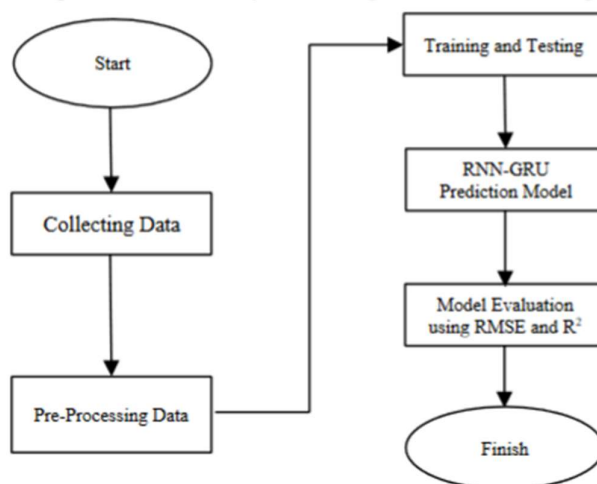 Start
Collecting Data
Pre-Processing Data
Training and Testing
RNN-GRU
Prediction Model
Model Evaluation
using RMSE and R²
Finish